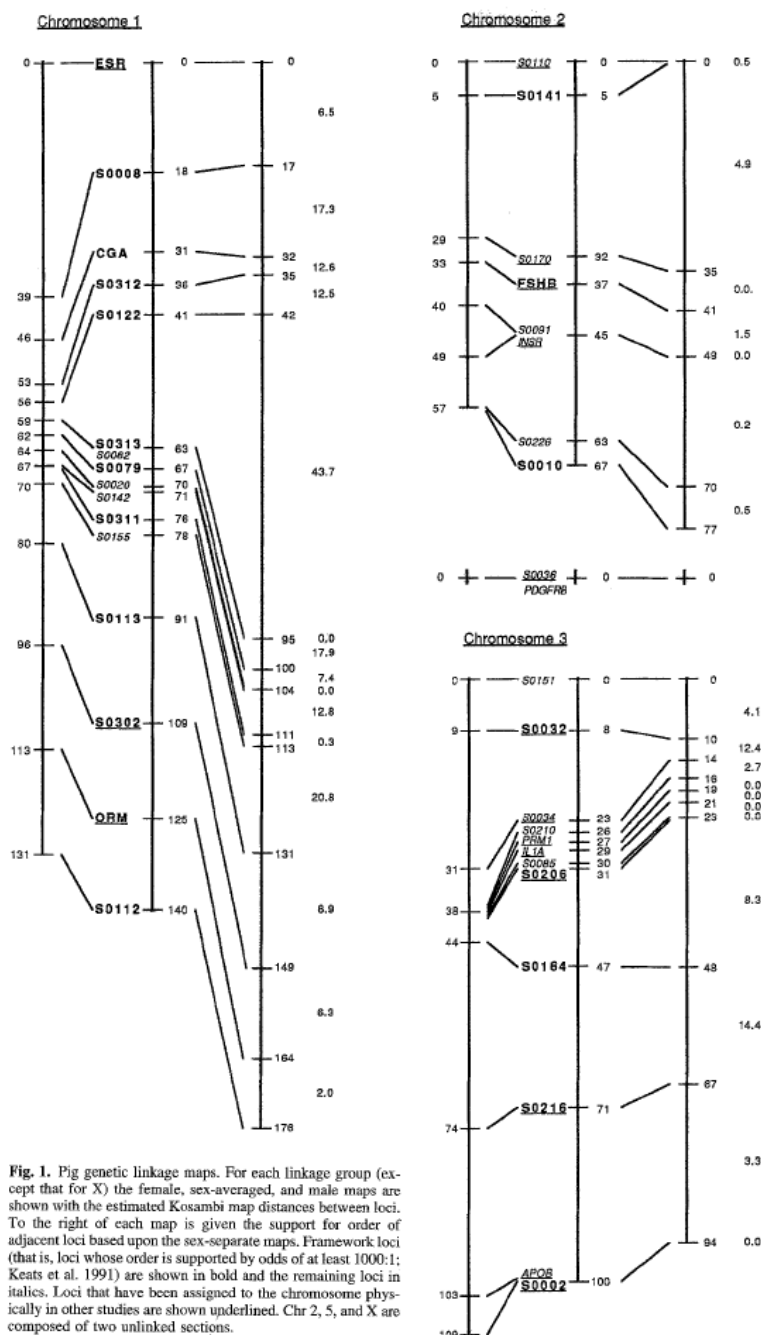 Chromosome 1
0 ESR 0 0
6.5
S0008 18 17
17.3
CGA 31 32
12.6
S0312 36 35
12.5
39
S0122 41 42
46
53
56
59
62 S0313 63
S0082
64 S0079 67
43.7
67 S0020 70
70 S0142 71
S0311 76
S0155 78
80
S0113 91
96
95 0.0
17.9
100
7.4
104 0.0
12.8
S0302 109
111
0.3
113
113
20.8
ORM 125
131
131
S0112 140
6.9
149
6.3
164
2.0
176
Fig. 1. Pig genetic linkage maps. For each linkage group (ex-
cept that for X) the female, sex-averaged, and male maps are
shown with the estimated Kosambi map distances between loci.
To the right of each map is given the support for order of
adjacent loci based upon the sex-separate maps. Framework loci
(that is, loci whose order is supported by odds of at least 1000:1;
Keats et al. 1991) are shown in bold and the remaining loci in
italics. Loci that have been assigned to the chromosome phys-
ically in other studies are shown underlined. Chr 2, 5, and X are
composed of two unlinked sections.
Chromosome 2
0 S0110 0 0 0.5
5 S0141 5
4.9
29
S0170 32
33
35
FSHB 37
0.0.
40
41
S0091 45
1.5
INSR
49 49 0.0
57
0.2
S0226 63
S0010 67
70
0.5
77
0 S0036 0 0
PDGFRB
Chromosome 3
0 S0151 0 0
4.1
9 S0032 8 10
12.4
14
2.7
16
0.0
19
0.0
21
0.0
S0034 23 23 0.0
S0210 26
PRM1 27
IL1A 29
S0085 30
31 S0206 31
8.3
38
44
S0164 47 48
14.4
67
S0216 71
74
3.3
94 0.0
APOB
S0002 100
103
109